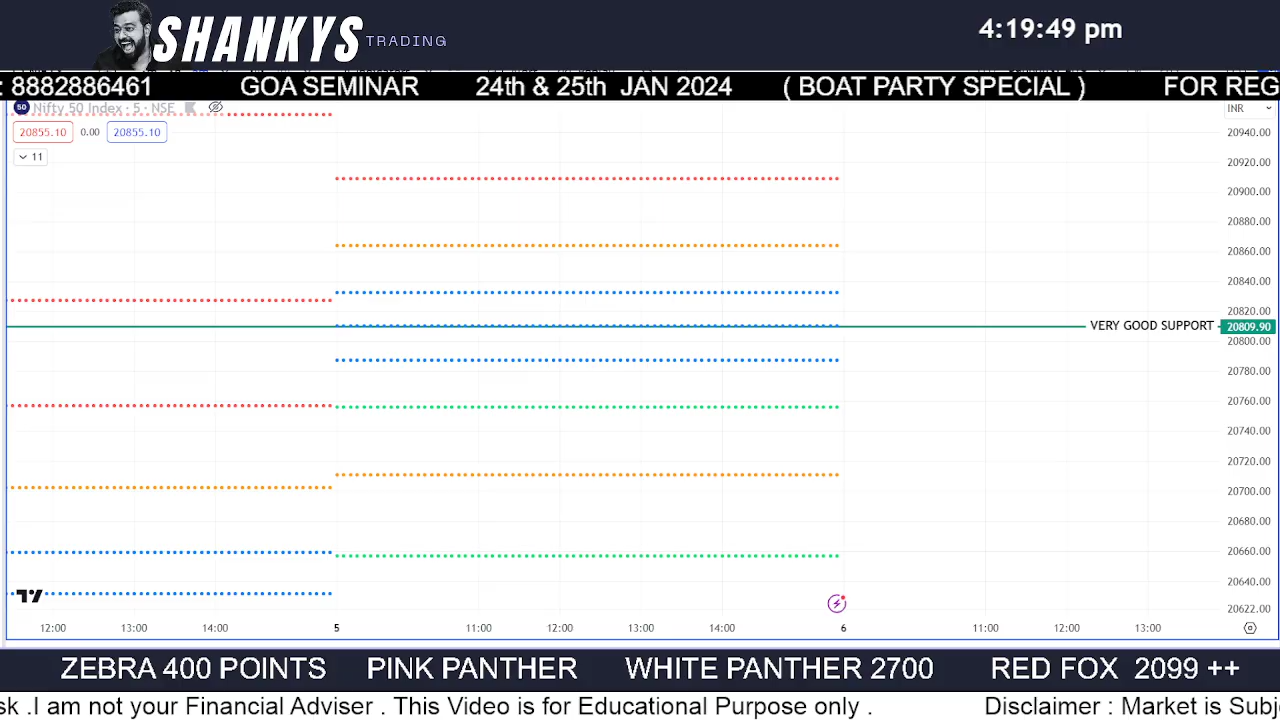 SHANKYS
TRADING
4:19:49 pm
: 8882886461 GOA SEMINAR 24th & 25th JAN 2024 ( BOAT PARTY SPECIAL ) FOR REG
50 Nifty 50 Index · 5 · NSE
INR
20855.10 0.00 20855.10
11
20940.00
20920.00
20900.00
20880.00
20860.00
20840.00
20820.00
VERY GOOD SUPPORT 20809.90
20800.00
20780.00
20760.00
20740.00
20720.00
20700.00
20680.00
20660.00
20640.00
20622.00
12:00 13:00 14:00 5 11:00 12:00 13:00 14:00 6 11:00 12:00 13:00
ZEBRA 400 POINTS PINK PANTHER WHITE PANTHER 2700 RED FOX 2099 ++
sk .I am not your Financial Adviser . This Video is for Educational Purpose only . Disclaimer : Market is Subj